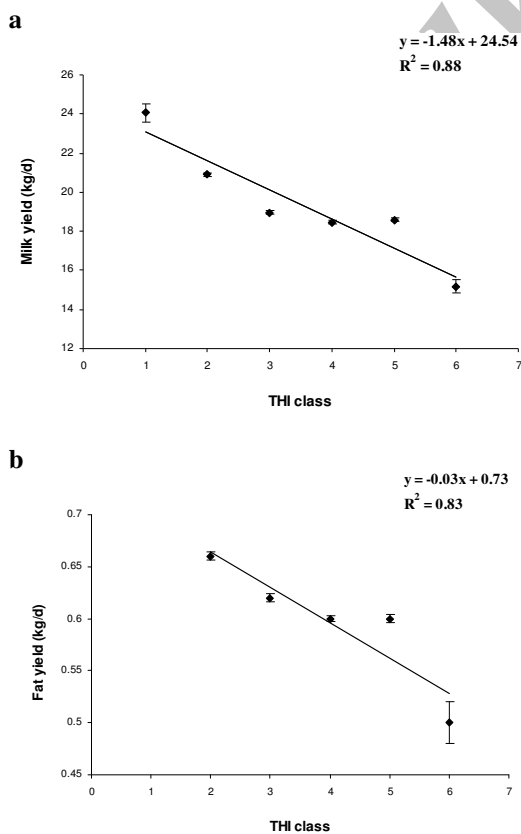 a
y = -1.48x + 24.54
R² = 0.88
26
24
22
20
18
16
14
12
Milk yield (kg/d)
0 1 2 3 4 5 6 7
THI class
b
y = -0.03x + 0.73
R² = 0.83
0.7
0.65
0.6
0.55
0.5
0.45
Fat yield (kg/d)
0 1 2 3 4 5 6 7
THI class